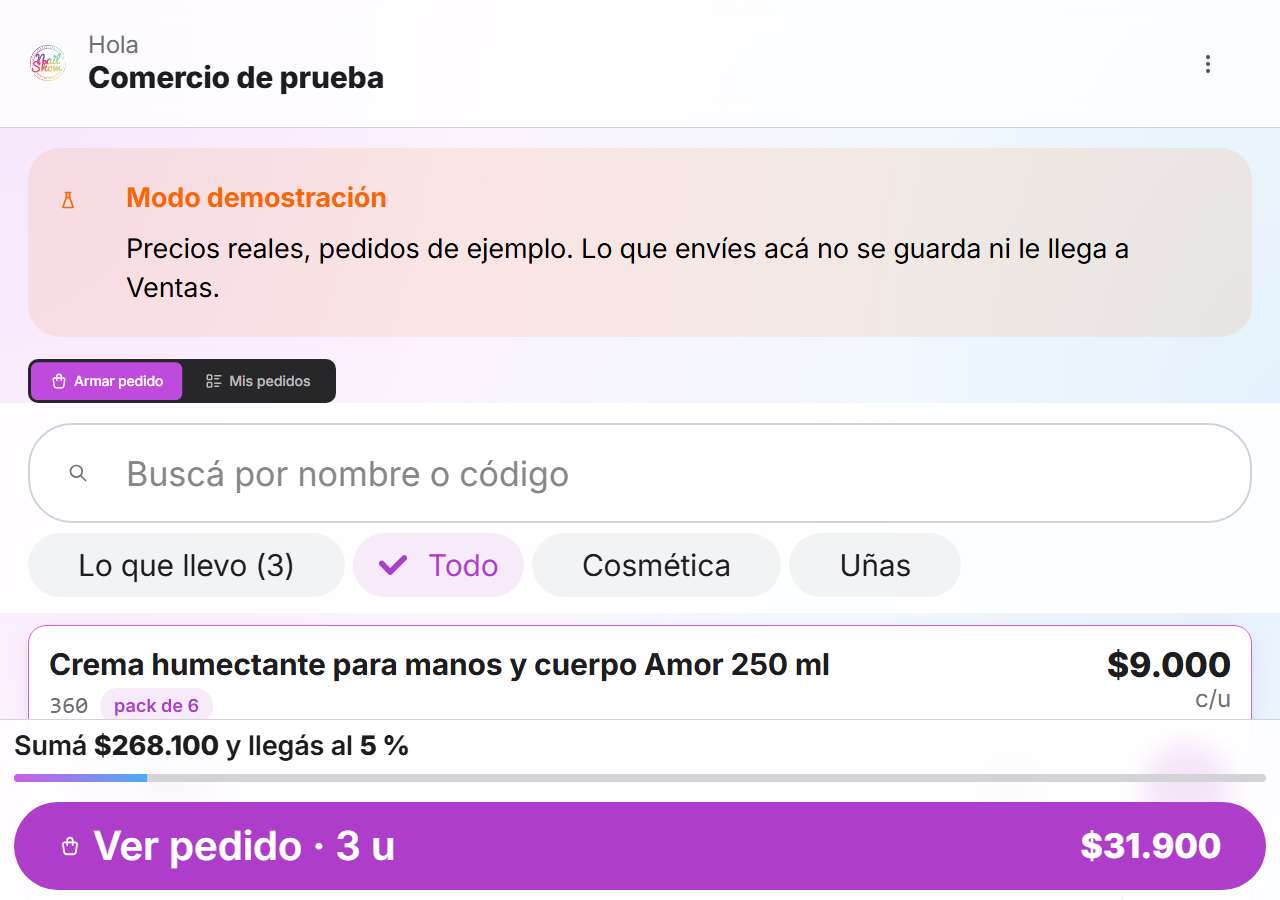 Nail Show
Hola
Comercio de prueba
Modo demostración
Precios reales, pedidos de ejemplo. Lo que envíes acá no se guarda ni le llega a
Ventas.
Armar pedido
Mis pedidos
Buscá por nombre o código
Lo que llevo (3)
Todo
Cosmética
Uñas
Crema humectante para manos y cuerpo Amor 250 ml
$9.000
360
pack de 6
c/u
Sumá $268.100 y llegás al 5 %
Ver pedido · 3 u
$31.900